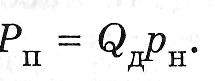 Pп = Qдpн.